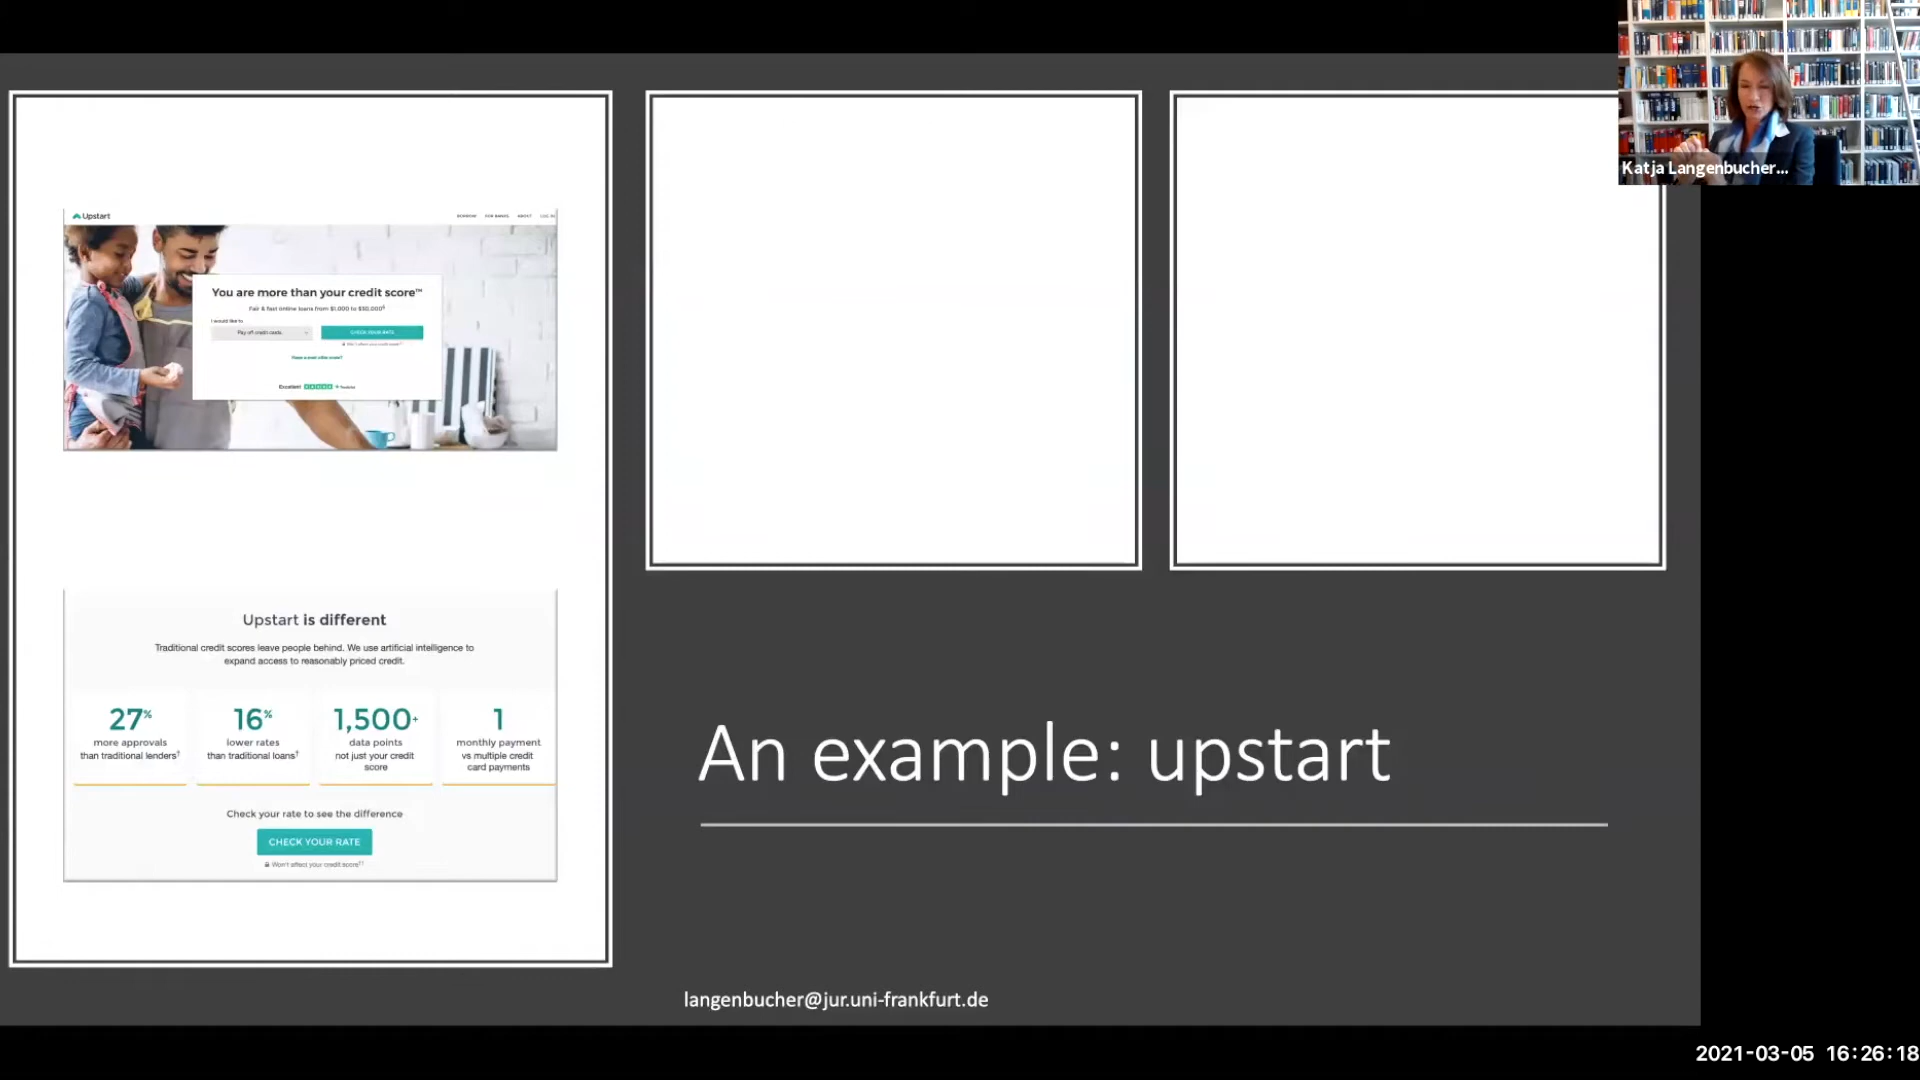 Katja Langenbucher...
Upstart
BORROW FOR BANKS ABOUT LOG IN
You are more than your credit score™
Fair & fast online loans from $1,000 to $50,000§
I would like to
Pay off credit cards
CHECK YOUR RATE
Won't affect your credit score
Excellent Trustpilot
Upstart is different
Traditional credit scores leave people behind. We use artificial intelligence to
expand access to reasonably priced credit.
27% 16% 1,500+ 1
more approvals lower rates data points monthly payment
than traditional lenders† than traditional loans† not just your credit vs multiple credit
score card payments
Check your rate to see the difference
CHECK YOUR RATE
Won't affect your credit score††
An example: upstart
langenbucher@jur.uni-frankfurt.de
2021-03-05 16:26:18